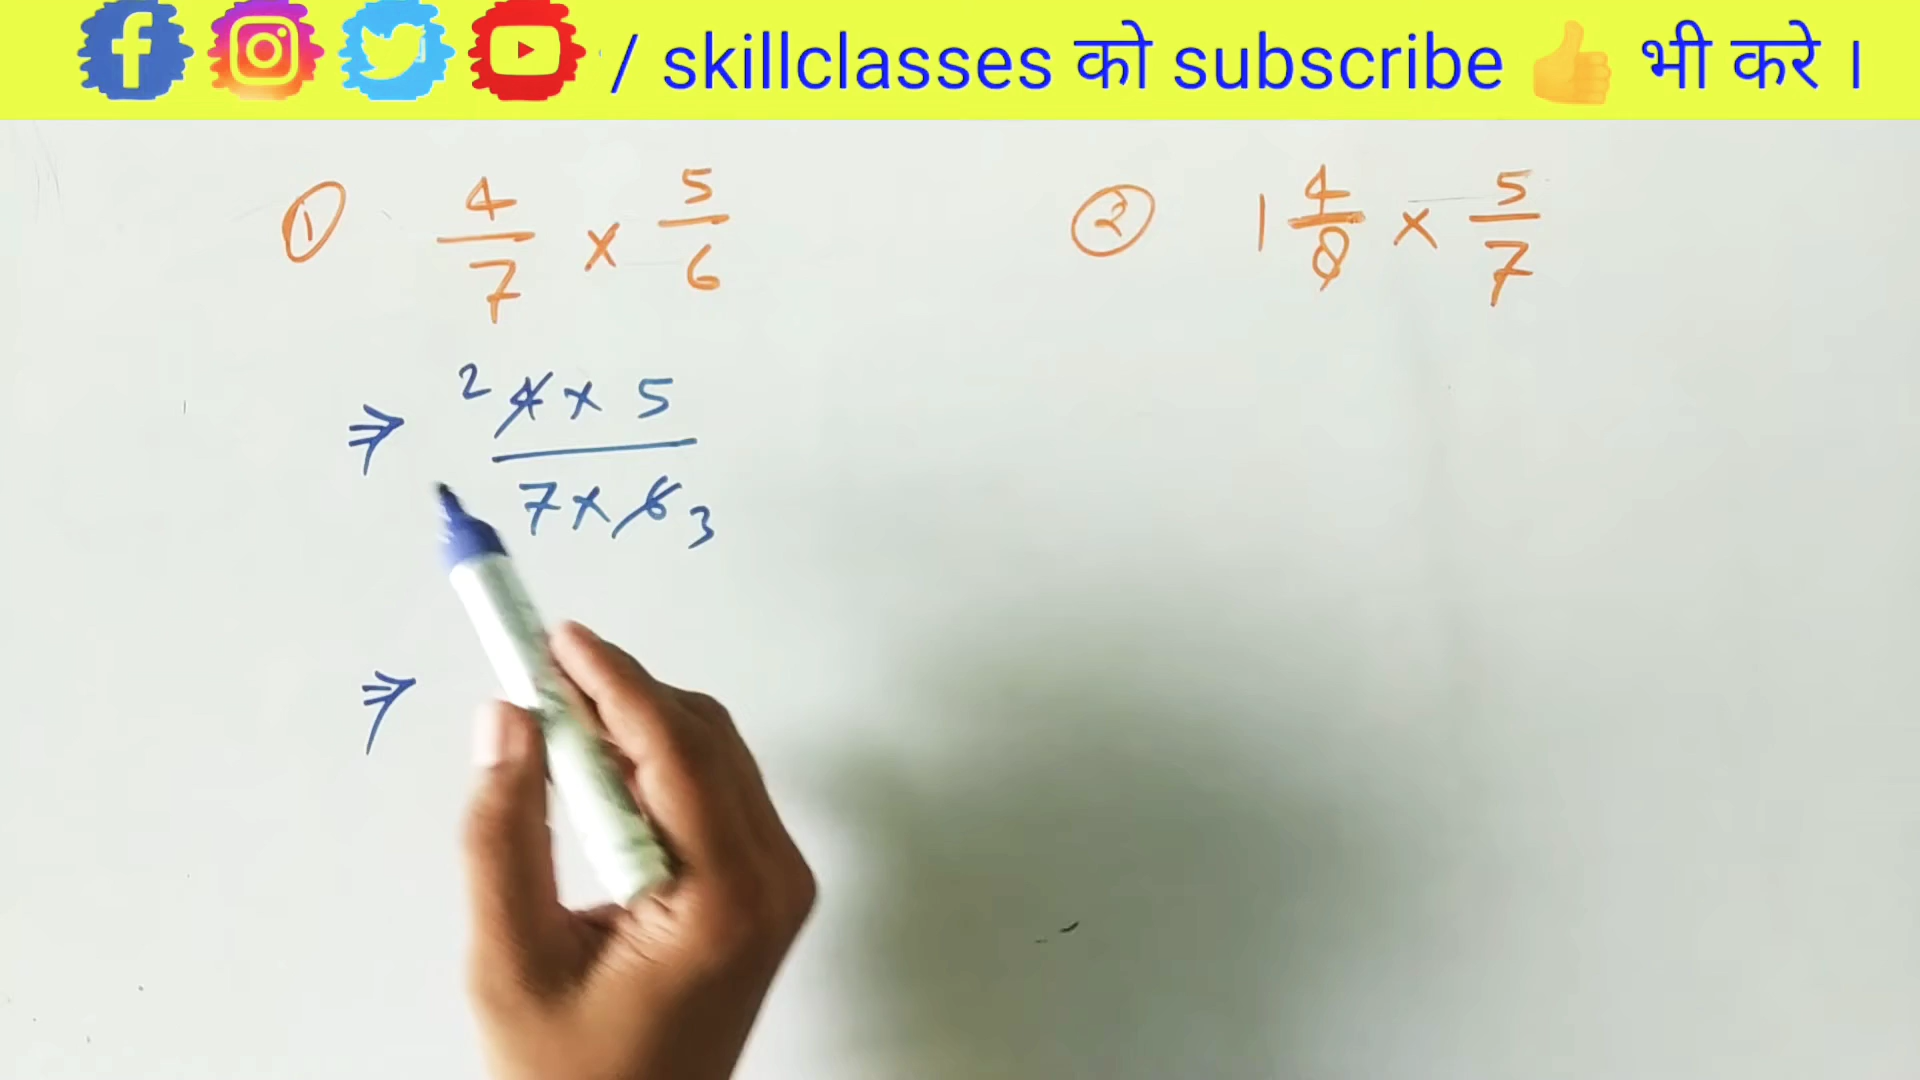 / skillclasses को subscribe 👍 भी करे ।
① 4/7 × 5/6
② 1 4/8 × 5/7
⇒ 2 4 × 5 / 7 × 6 3
⇒